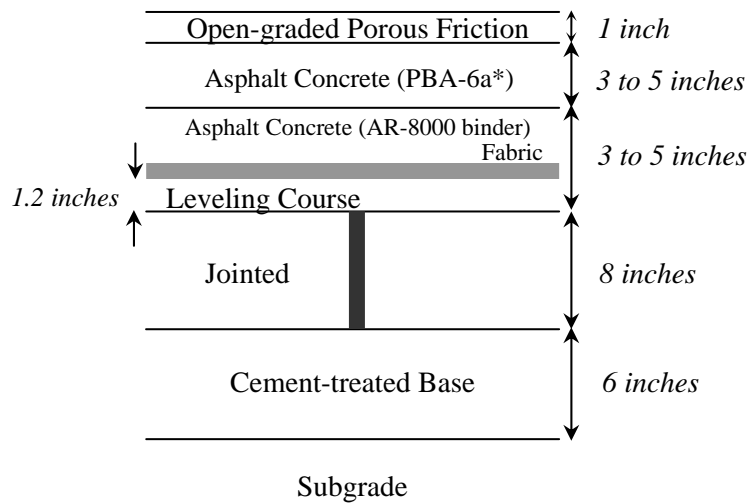 Open-graded Porous Friction
1 inch
Asphalt Concrete (PBA-6a*)
3 to 5 inches
Asphalt Concrete (AR-8000 binder)
Fabric
3 to 5 inches
1.2 inches
Leveling Course
Jointed
8 inches
Cement-treated Base
6 inches
Subgrade